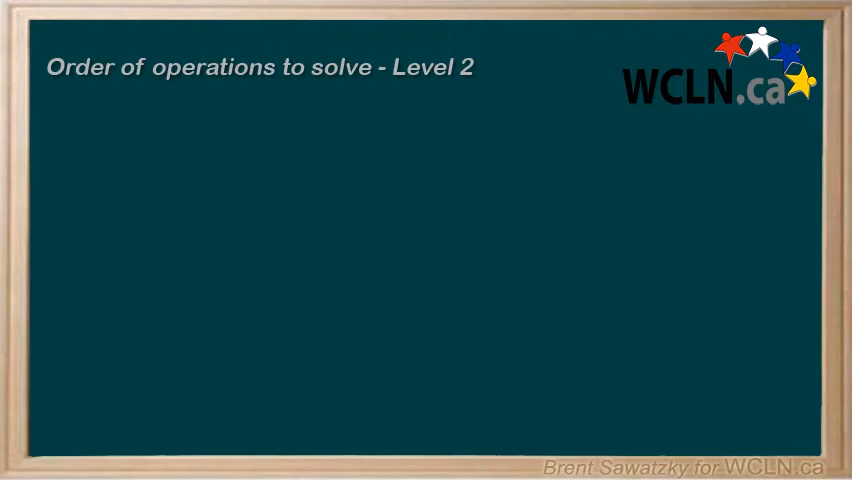 Order of operations to solve - Level 2
WCLN.ca
Brent Sawatzky for WCLN.ca